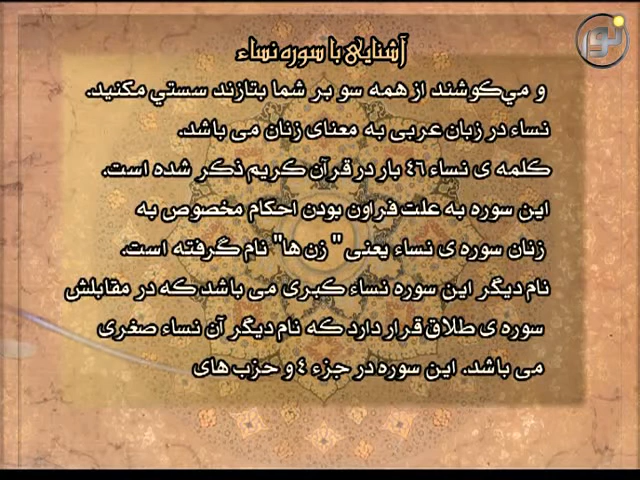 نور
آشنایی با سوره نساء
و مي‌کوشند از همه سو بر شما بتازند سستي مکنید.
نساء در زبان عربی به معنای زنان می باشد.
کلمه ی نساء ٤٦ بار در قرآن کریم ذکر شده است.
این سوره به علت فراون بودن احکام مخصوص به
زنان سوره ی نساء یعنی " زن ها" نام گرفته است.
نام دیگر این سوره نساء کبری می باشد که در مقابلش
سوره ی طلاق قرار دارد که نام دیگر آن نساء صغری
می باشد. این سوره در جزء ٤ و حزب های